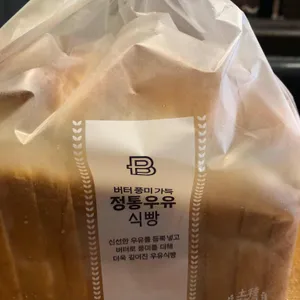 B
버터 풍미 가득
정통우유
식빵
신선한 우유를 듬뿍 넣고
버터로 풍미를 더해
더욱 깊어진 우유식빵